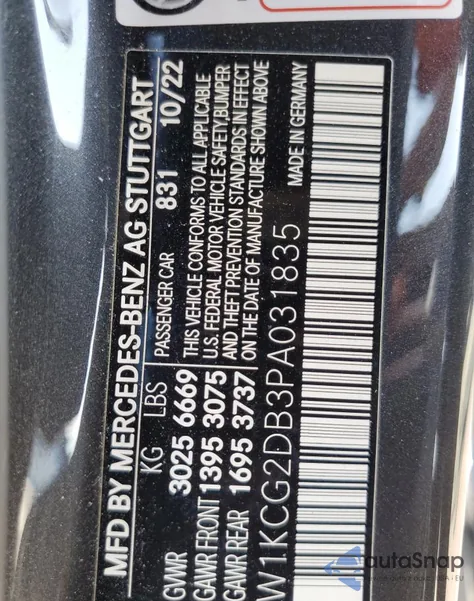 MFD BY MERCEDES-BENZ AG STUTTGART
KG LBS PASSENGER CAR 831 10/22
GVWR 3025 6669 THIS VEHICLE CONFORMS TO ALL APPLICABLE
GAWR FRONT 1395 3075 U.S. FEDERAL MOTOR VEHICLE SAFETY,BUMPER
GAWR REAR 1695 3737 AND THEFT PREVENTION STANDARDS IN EFFECT
ON THE DATE OF MANUFACTURE SHOWN ABOVE
W1KCG2DB3PA031835 MADE IN GERMANY
autoSnap